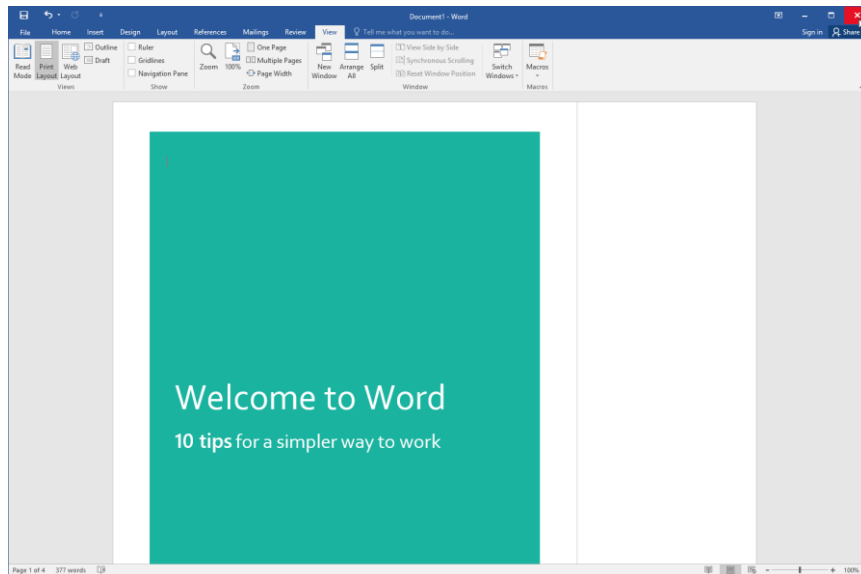 Document1 - Word
File Home Insert Design Layout References Mailings Review View Tell me what you want to do... Sign in Share
Read Mode
Print Layout
Web Layout
Outline
Draft
Views
Ruler
Gridlines
Navigation Pane
Show
Zoom
100%
One Page
Multiple Pages
Page Width
Zoom
New Window
Arrange All
Split
View Side by Side
Synchronous Scrolling
Reset Window Position
Window
Switch Windows
Macros
Macros
Welcome to Word
10 tips for a simpler way to work
Page 1 of 4 377 words 100%